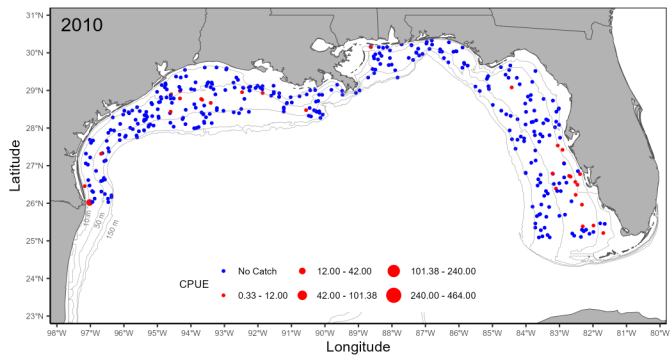 2010
31°N
30°N
29°N
28°N
27°N
26°N
25°N
24°N
23°N
Latitude
10 m
50 m
150 m
CPUE
No Catch
12.00 - 42.00
101.38 - 240.00
0.33 - 12.00
42.00 - 101.38
240.00 - 464.00
98°W 97°W 96°W 95°W 94°W 93°W 92°W 91°W 90°W 89°W 88°W 87°W 86°W 85°W 84°W 83°W 82°W 81°W 80°W
Longitude